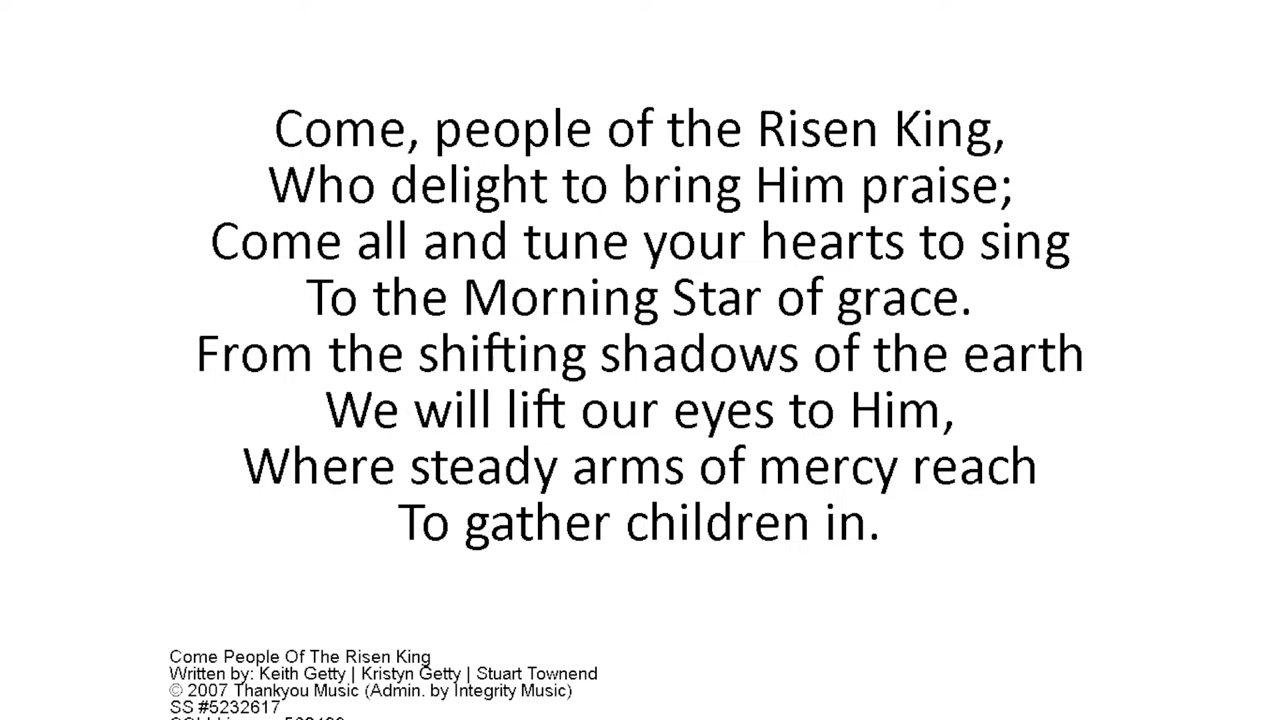 Come, people of the Risen King,
Who delight to bring Him praise;
Come all and tune your hearts to sing
To the Morning Star of grace.
From the shifting shadows of the earth
We will lift our eyes to Him,
Where steady arms of mercy reach
To gather children in.
Come People Of The Risen King
Written by: Keith Getty | Kristyn Getty | Stuart Townend
© 2007 Thankyou Music (Admin. by Integrity Music)
SS #5232617